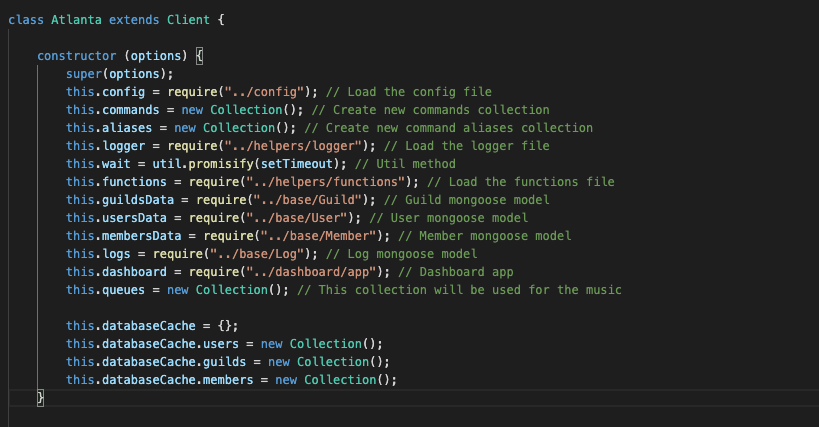 class Atlanta extends Client {
constructor (options) {
super(options);
this.config = require("../config"); // Load the config file
this.commands = new Collection(); // Create new commands collection
this.aliases = new Collection(); // Create new command aliases collection
this.logger = require("../helpers/logger"); // Load the logger file
this.wait = util.promisify(setTimeout); // Util method
this.functions = require("../helpers/functions"); // Load the functions file
this.guildsData = require("../base/Guild"); // Guild mongoose model
this.usersData = require("../base/User"); // User mongoose model
this.membersData = require("../base/Member"); // Member mongoose model
this.logs = require("../base/Log"); // Log mongoose model
this.dashboard = require("../dashboard/app"); // Dashboard app
this.queues = new Collection(); // This collection will be used for the music
this.databaseCache = {};
this.databaseCache.users = new Collection();
this.databaseCache.guilds = new Collection();
this.databaseCache.members = new Collection();
}